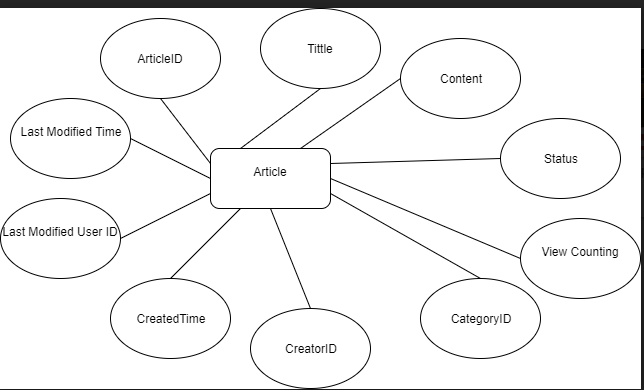 Tittle
ArticleID
Content
Last Modified Time
Status
Article
Last Modified User ID
View Counting
CreatedTime
CategoryID
CreatorID